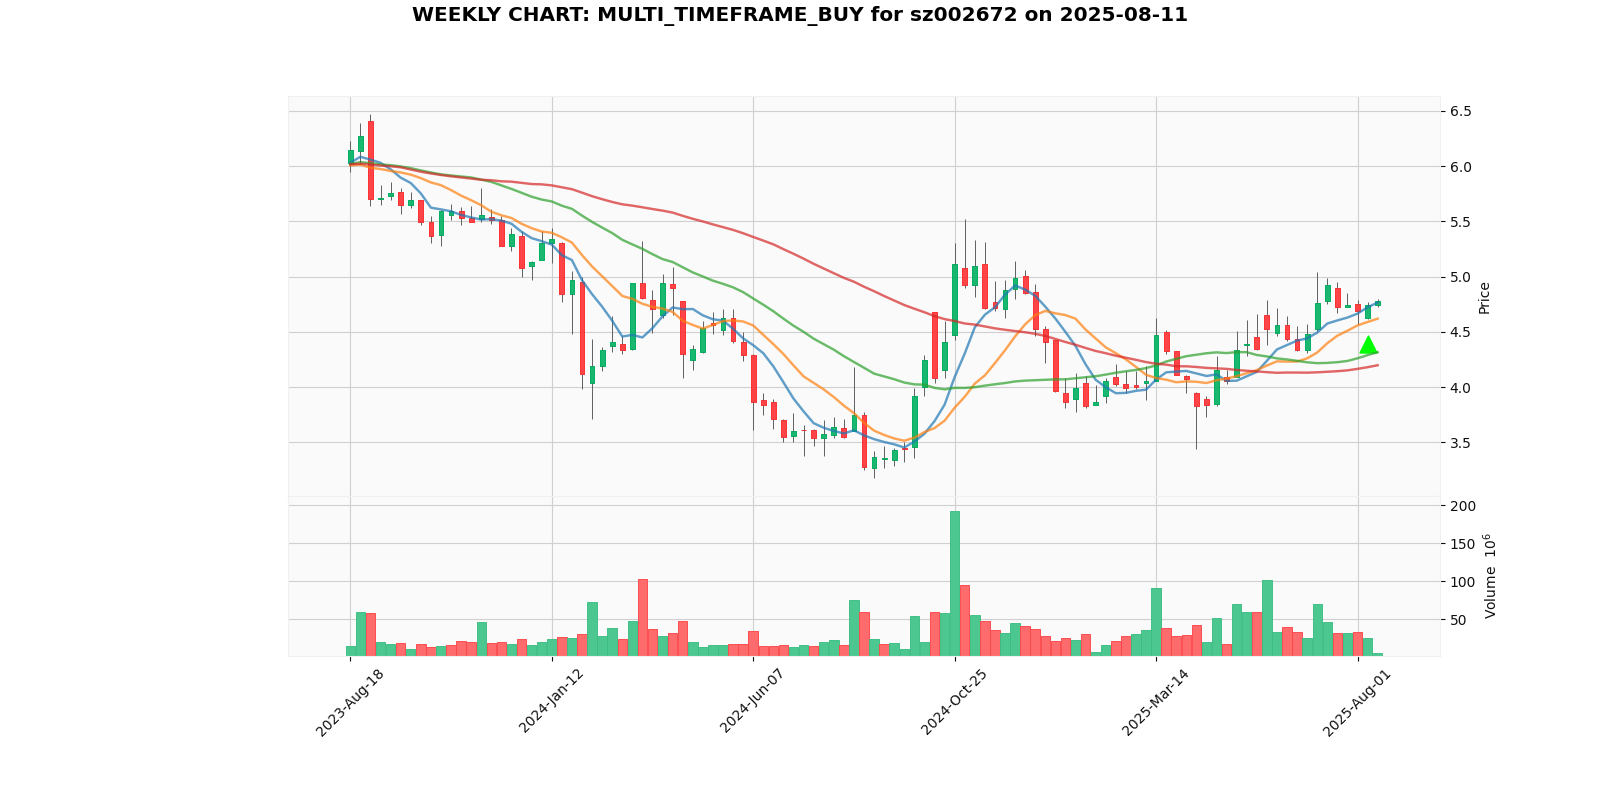 WEEKLY CHART: MULTI_TIMEFRAME_BUY for sz002672 on 2025-08-11
6.5
6.0
5.5
5.0
4.5
4.0
3.5
Price
200
150
100
50
Volume 10⁶
2023-Aug-18
2024-Jan-12
2024-Jun-07
2024-Oct-25
2025-Mar-14
2025-Aug-01